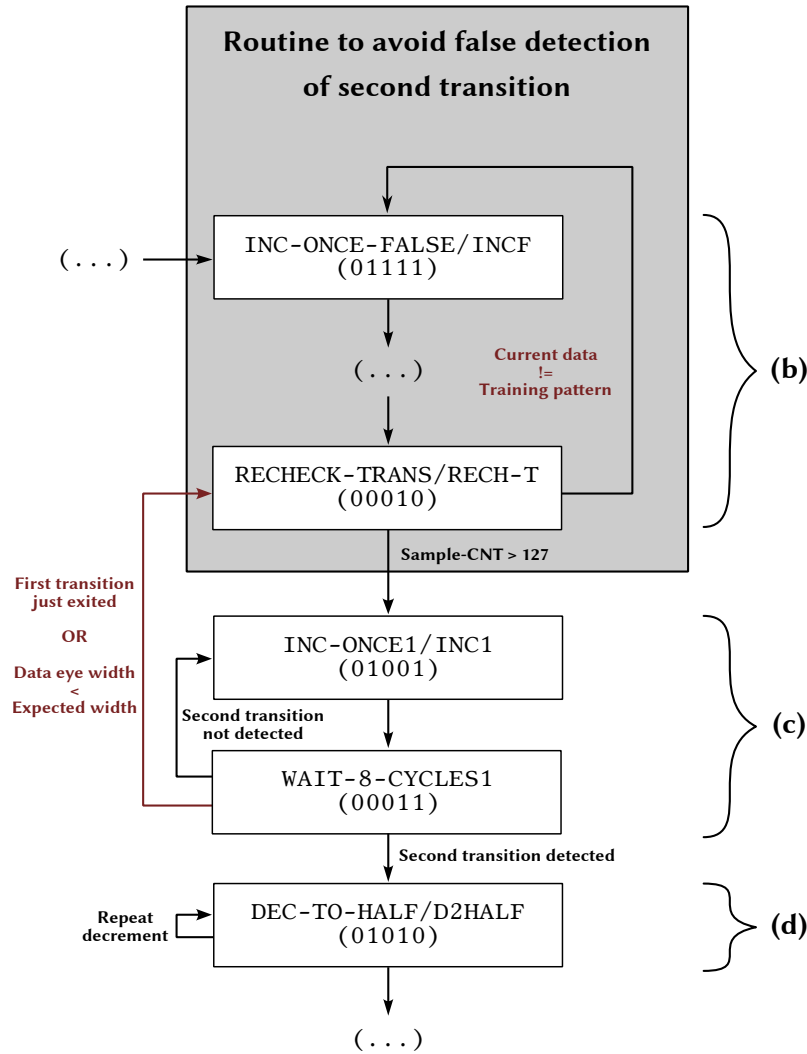 Routine to avoid false detection
of second transition
INC-ONCE-FALSE/INCF
(01111)
(...)
(...)
Current data
!=
Training pattern
(b)
RECHECK-TRANS/RECH-T
(00010)
Sample-CNT > 127
First transition
just exited
OR
Data eye width
<
Expected width
INC-ONCE1/INC1
(01001)
Second transition
not detected
(c)
WAIT-8-CYCLES1
(00011)
Second transition detected
DEC-TO-HALF/D2HALF
(01010)
Repeat
decrement
(d)
(...)